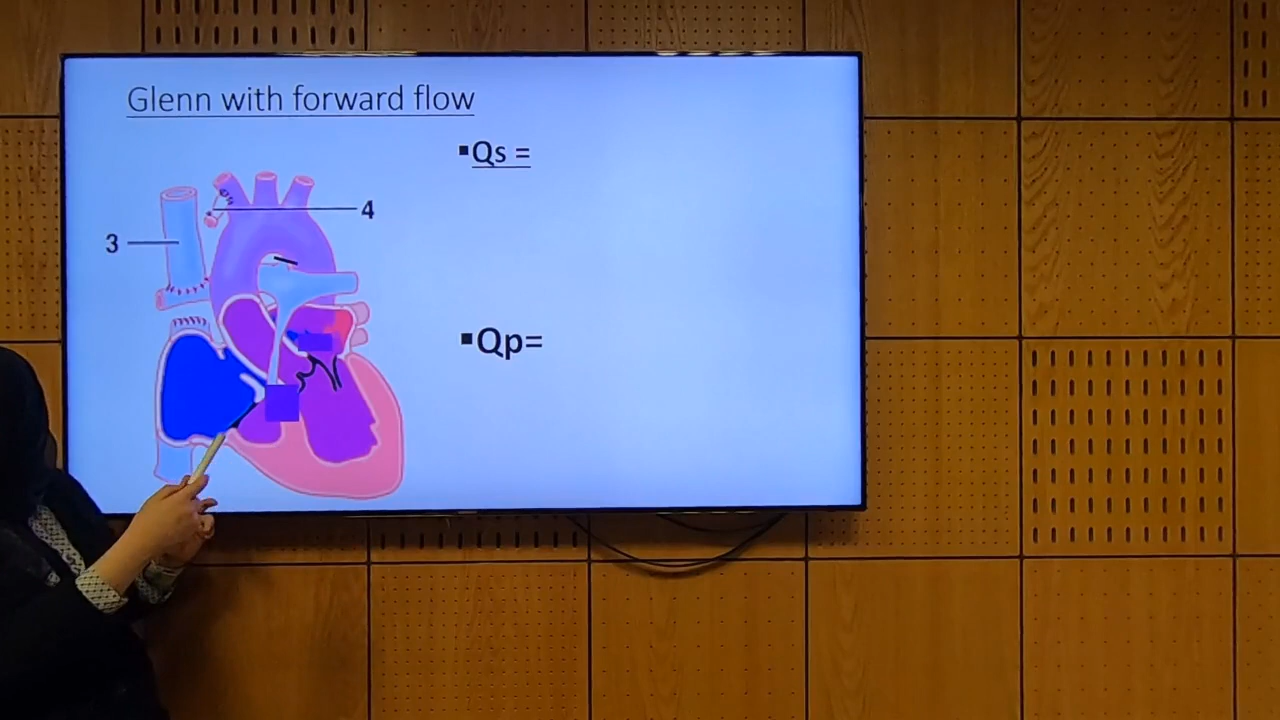 Glenn with forward flow
▪Qs =
4
3
▪Qp=